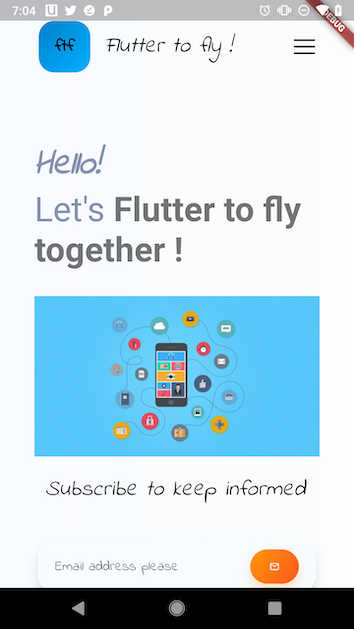 7:04
DEBUG
ftf
Flutter to fly !
Hello!
Let's Flutter to fly
together !
Subscribe to keep informed
Email address please